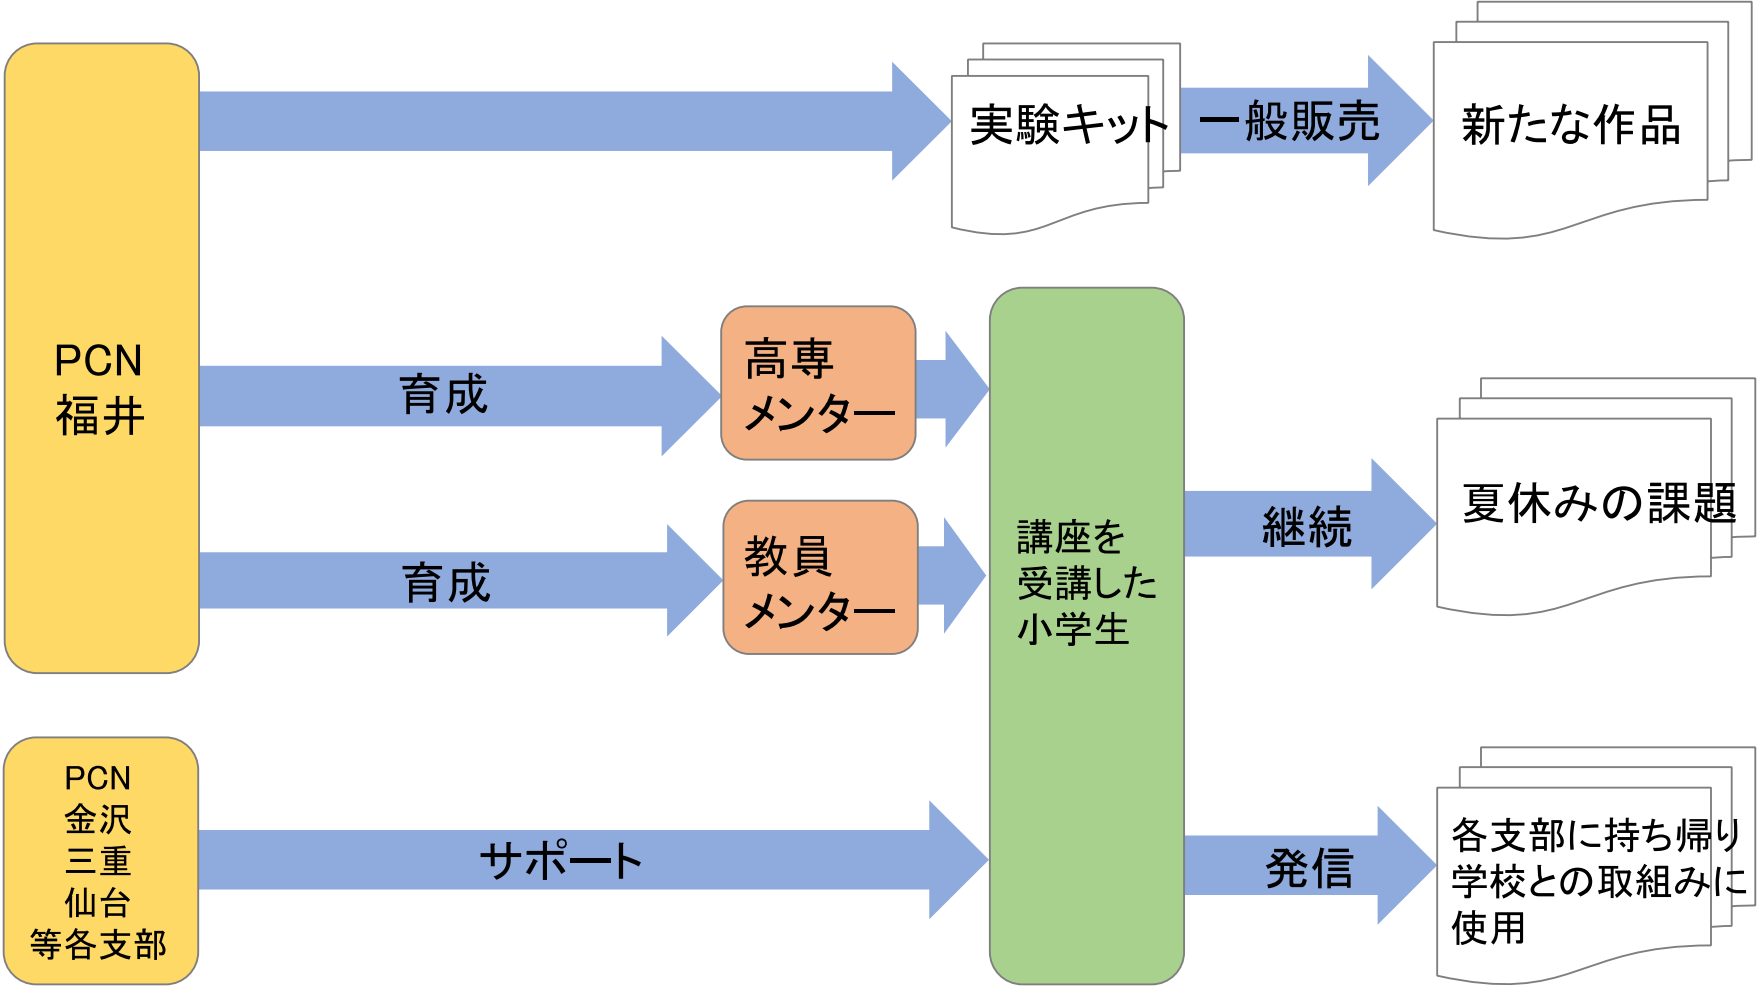 PCN
福井
実験キット
一般販売
新たな作品
育成
高専
メンター
育成
教員
メンター
講座を
受講した
小学生
継続
夏休みの課題
PCN
金沢
三重
仙台
等各支部
サポート
発信
各支部に持ち帰り
学校との取組みに
使用